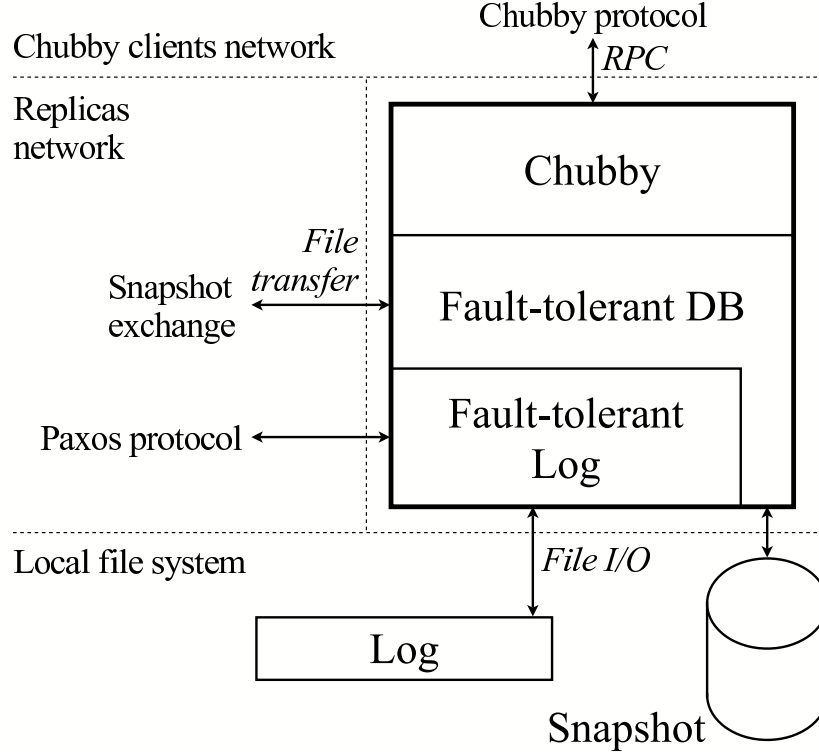 Chubby protocol
Chubby clients network
RPC
Replicas
network
Chubby
File
transfer
Snapshot
exchange
Fault-tolerant DB
Paxos protocol
Fault-tolerant
Log
Local file system
File I/O
Log
Snapshot